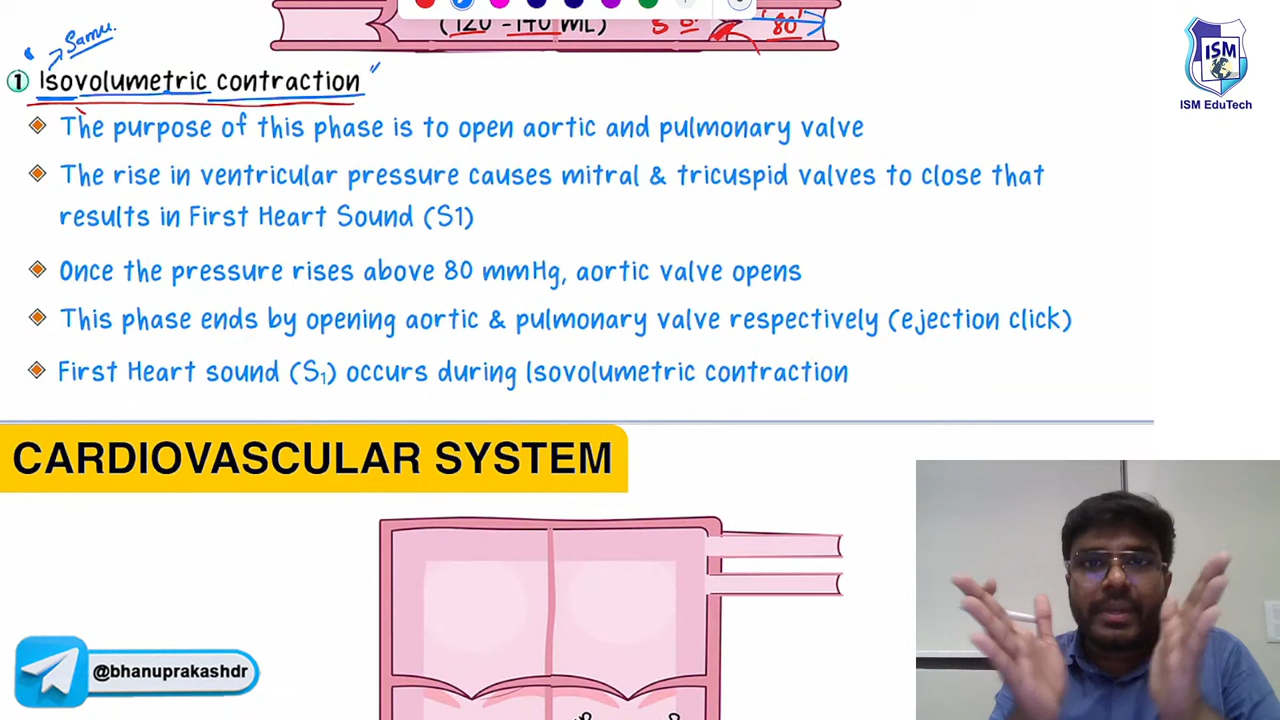 (120 - 140 ML) 80
Same.
① Isovolumetric contraction
The purpose of this phase is to open aortic and pulmonary valve
The rise in ventricular pressure causes mitral & tricuspid valves to close that
results in First Heart Sound (S1)
Once the pressure rises above 80 mmHg, aortic valve opens
This phase ends by opening aortic & pulmonary valve respectively (ejection click)
First Heart sound (S₁) occurs during Isovolumetric contraction
ISM
ISM EduTech
CARDIOVASCULAR SYSTEM
@bhanuprakashdr